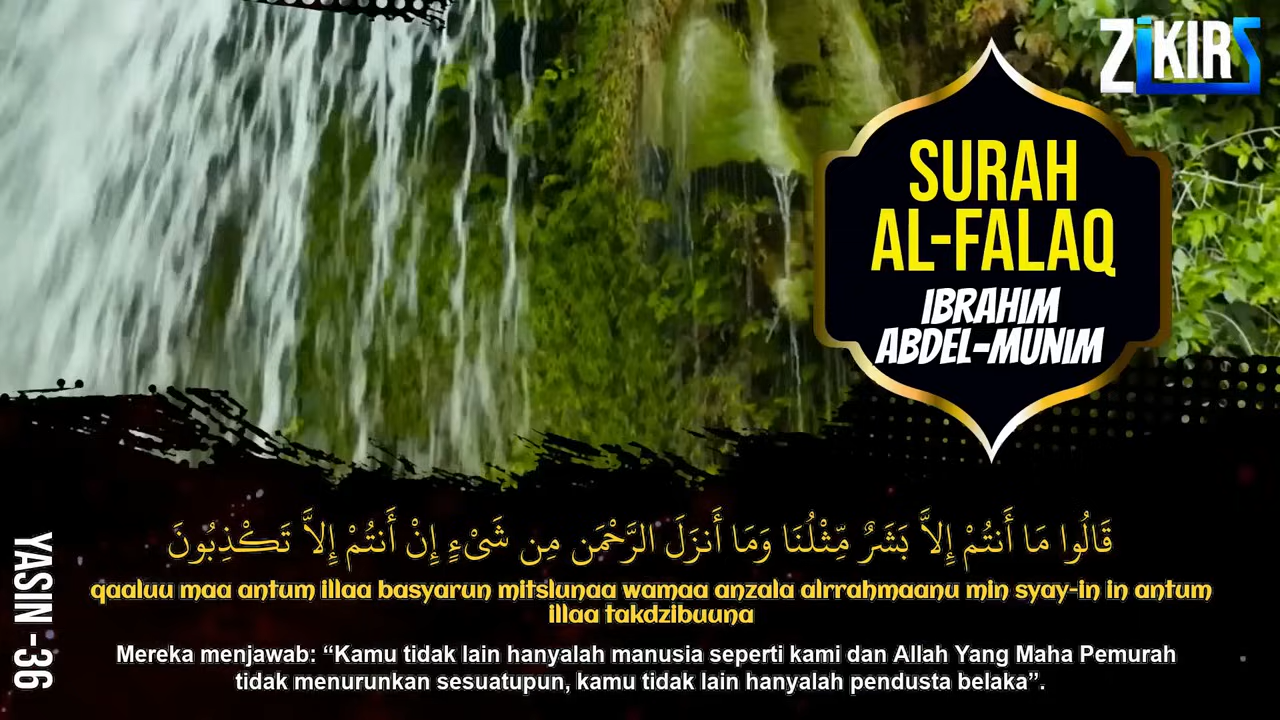 ZiKIRS
SURAH
AL-FALAQ
IBRAHIM
ABDEL-MUNIM
قَالُوا مَا أَنتُمْ إِلاَّ بَشَرٌ مِّثْلُنَا وَمَا أَنزَلَ الرَّحْمَن مِن شَيْءٍ إِنْ أَنتُمْ إِلاَّ تَكْذِبُونَ
qaaluu maa antum illaa basyarun mitslunaa wamaa anzala alrrahmaanu min syay-in in antum
illaa takdzibuuna
Mereka menjawab: “Kamu tidak lain hanyalah manusia seperti kami dan Allah Yang Maha Pemurah
tidak menurunkan sesuatupun, kamu tidak lain hanyalah pendusta belaka”.
YASIN -36